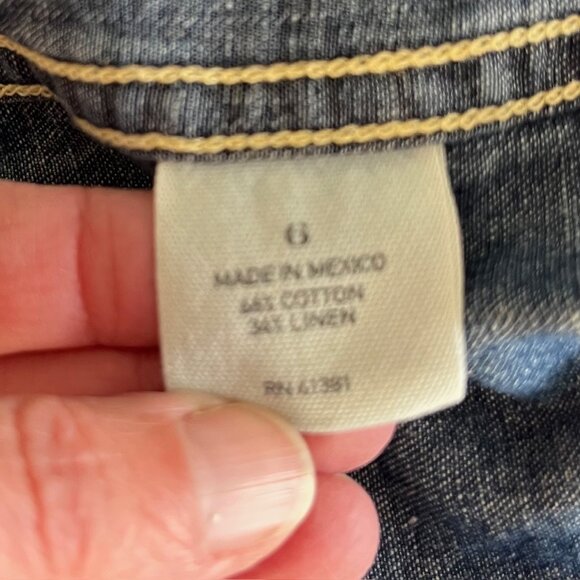 6
MADE IN MEXICO
66% COTTON
34% LINEN
RN 41381